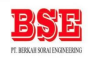 BSE
PT. BERKAH SORAI ENGINEERING